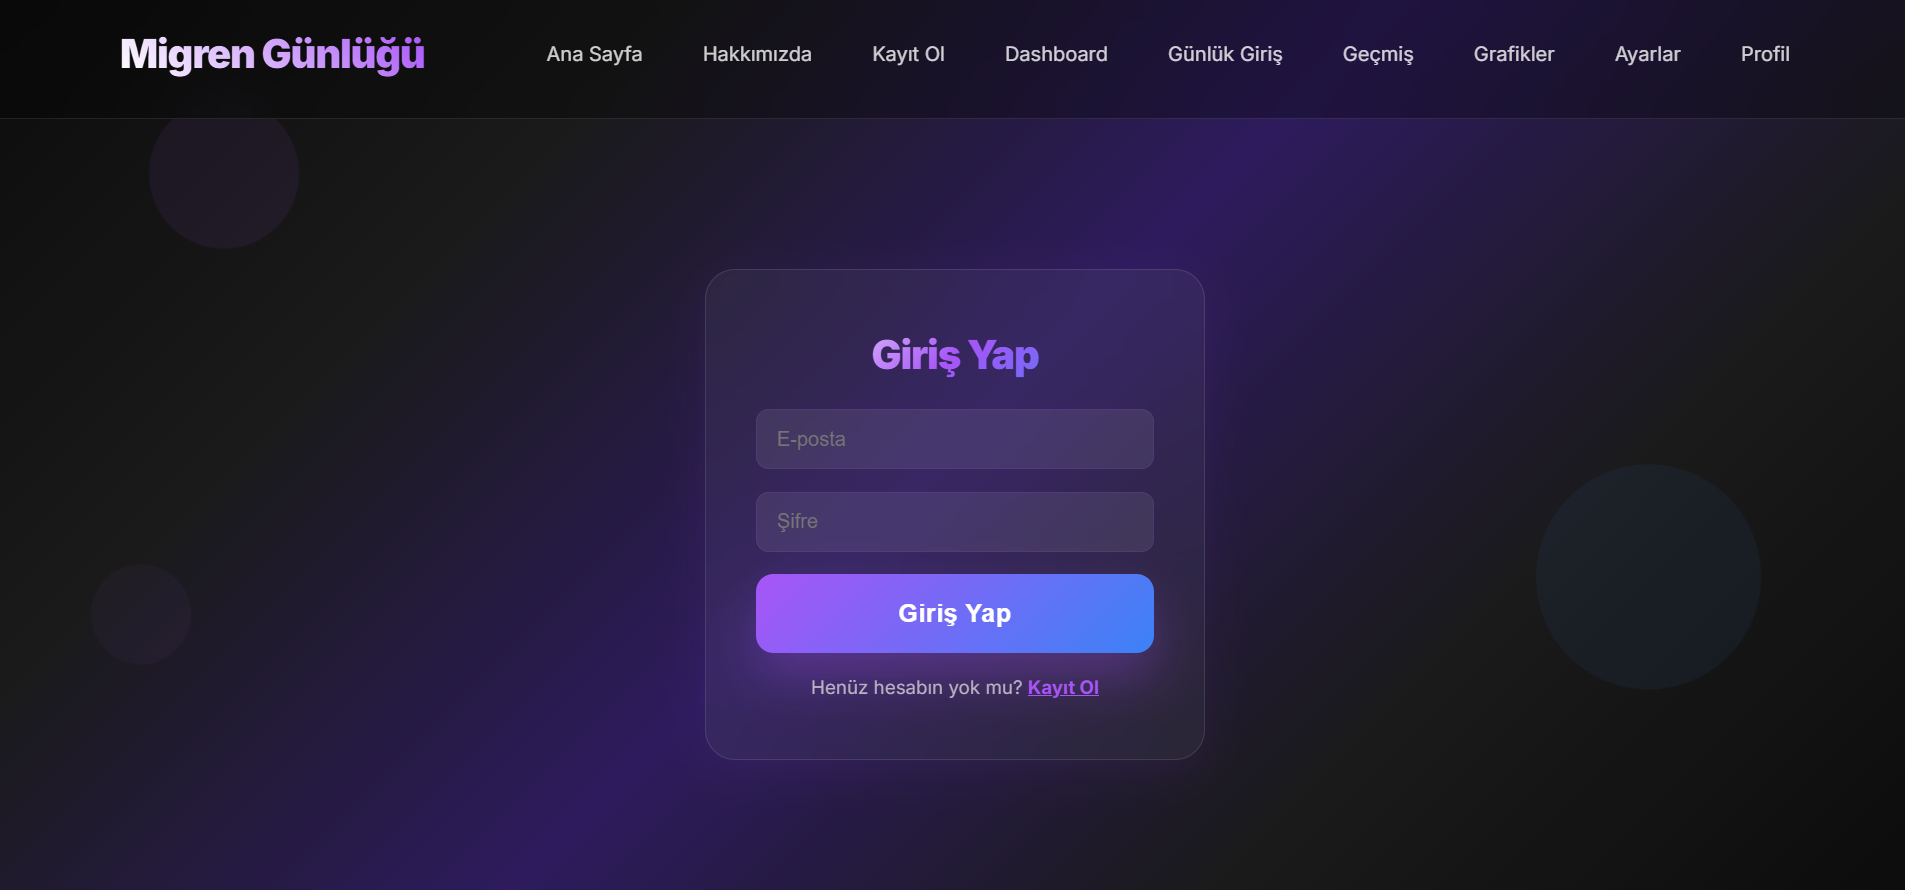 Migren Günlüğü
Ana Sayfa Hakkımızda Kayıt Ol Dashboard Günlük Giriş Geçmiş Grafikler Ayarlar Profil
Giriş Yap
E-posta
Şifre
Giriş Yap
Henüz hesabın yok mu? Kayıt Ol